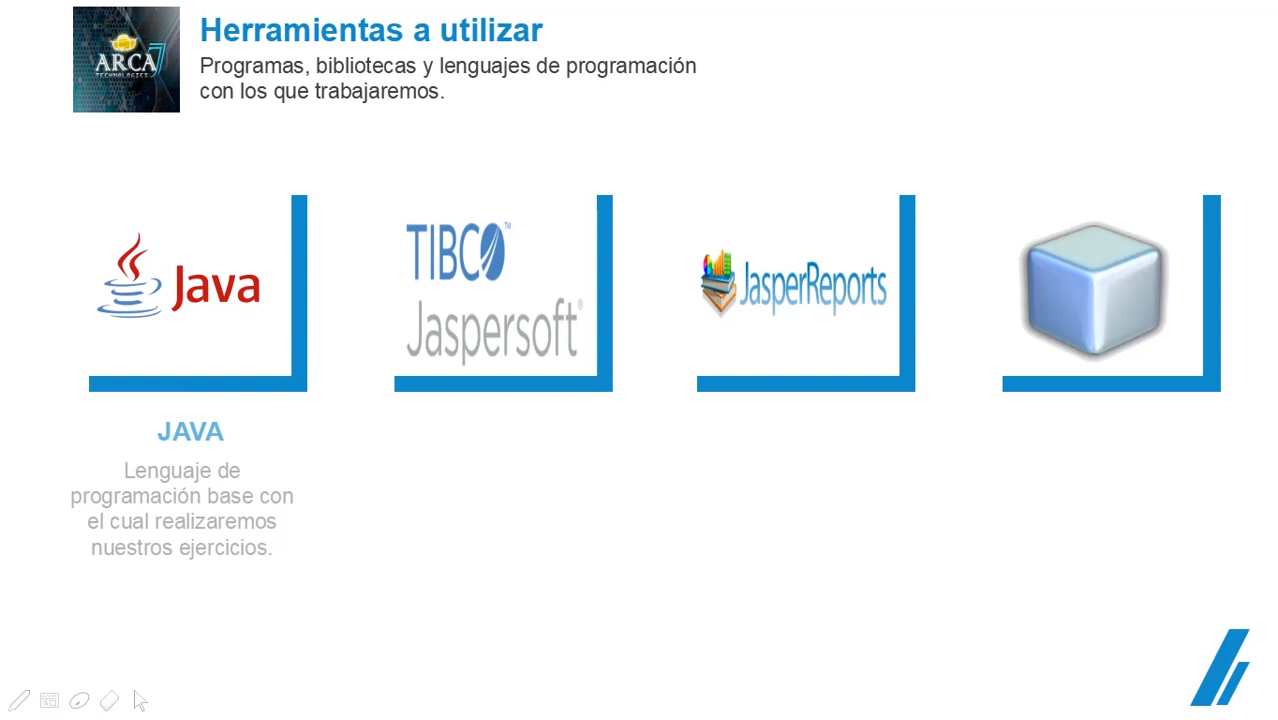 ARCA
TECHNOLOGIES
Herramientas a utilizar
Programas, bibliotecas y lenguajes de programación
con los que trabajaremos.
Java
TIBCO™
Jaspersoft®
JasperReports
JAVA
Lenguaje de
programación base con
el cual realizaremos
nuestros ejercicios.